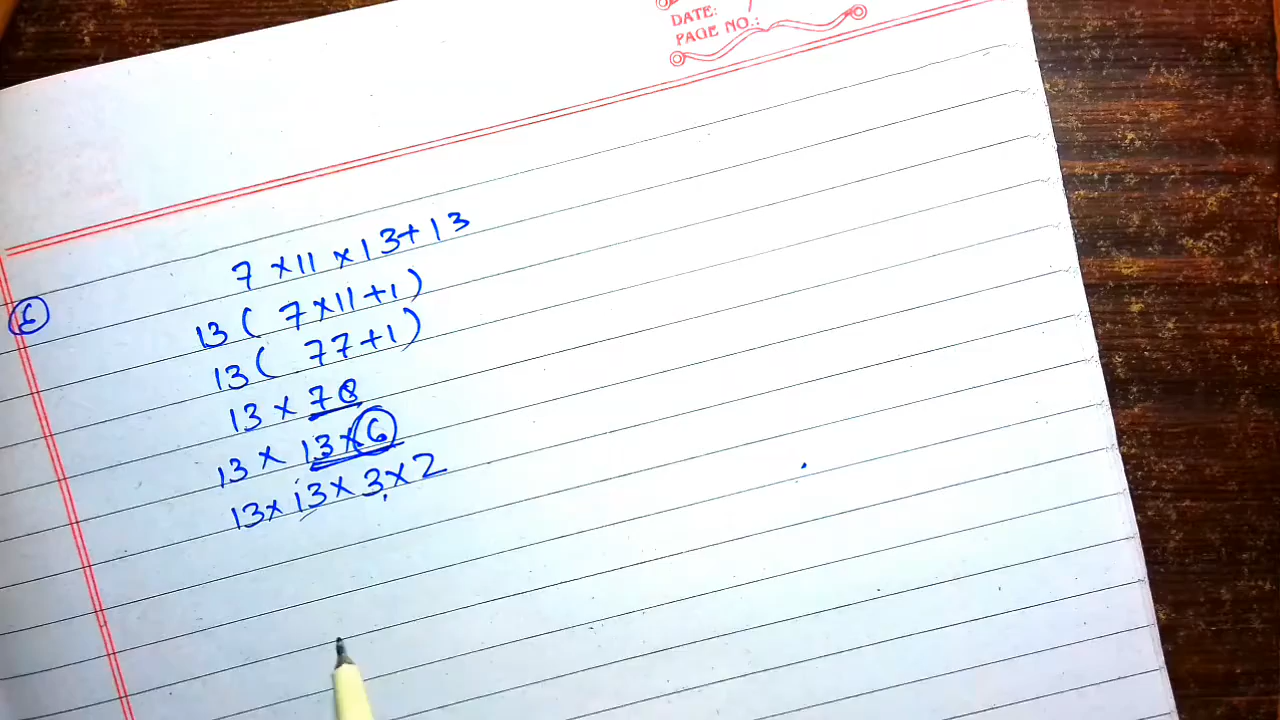 DATE:
PAGE NO.:
7 × 11 × 13 + 13
6
13 ( 7 × 11 + 1 )
13 ( 77 + 1 )
13 × 78
13 × 13 × 6
13 × 13 × 3 × 2